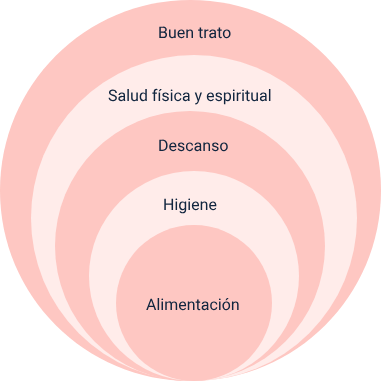 Buen trato
Salud física y espiritual
Descanso
Higiene
Alimentación